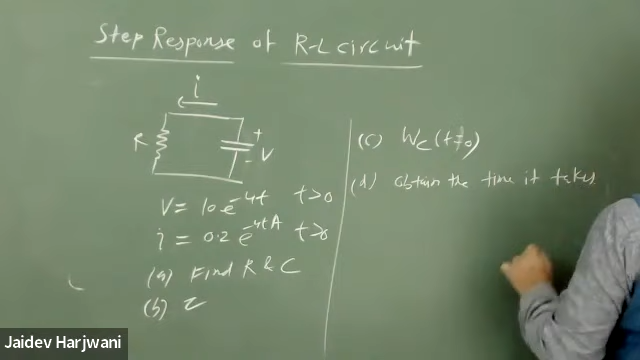 Step Response of R-L circuit
i
R
+
- V
V = 10 e^-4t t>0
i = 0.2 e^-4t A t>0
(a) Find R & C
(b) τ
(c) Wc (t=0)
(d) obtain the time it takes
Jaidev Harjwani